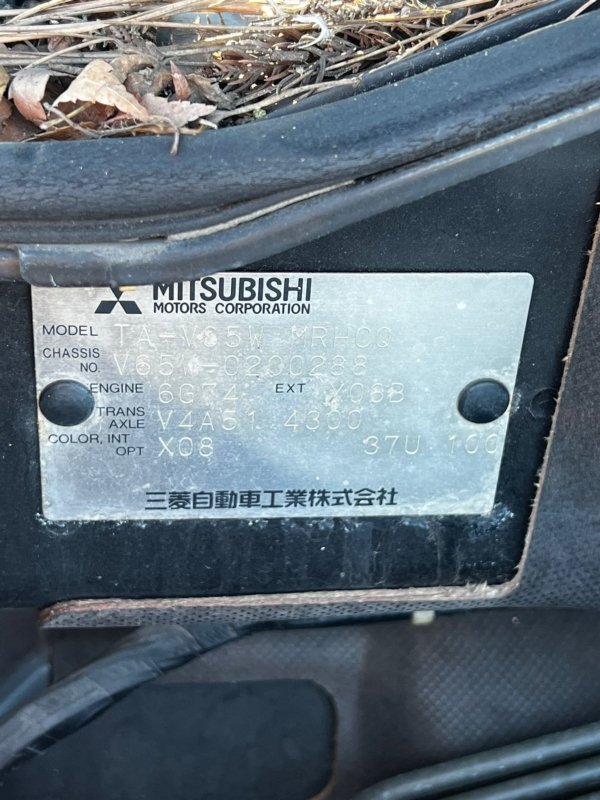 MITSUBISHI
MOTORS CORPORATION
MODEL TA-V65W MRHCQ
CHASSIS NO. V65W-0200288
ENGINE 6G74 EXT X08B
TRANS AXLE V4A51 4300
COLOR, INT OPT X08 37U 100
三菱自動車工業株式会社